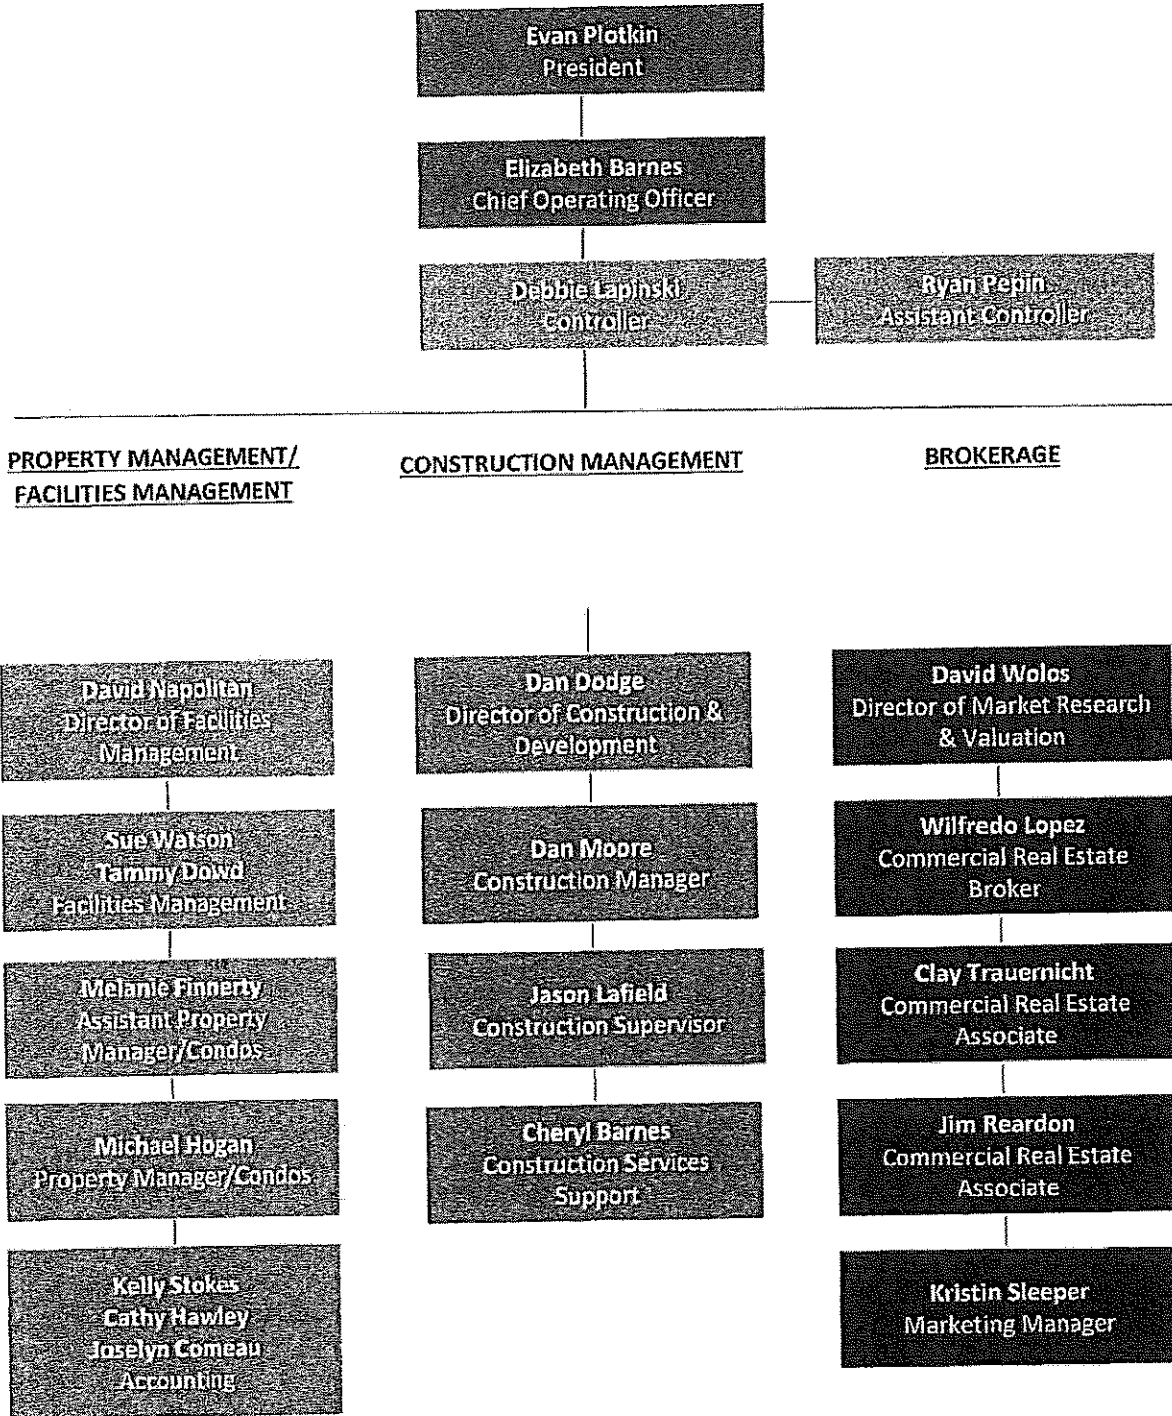 Evan Plotkin
President
Elizabeth Barnes
Chief Operating Officer
Debbie Lapinski
Controller
Ryan Pepin
Assistant Controller
PROPERTY MANAGEMENT/
FACILITIES MANAGEMENT
CONSTRUCTION MANAGEMENT
BROKERAGE
David Napolitan
Director of Facilities
Management
Sue Watson
Tammy Dowd
Facilities Management
Melanie Finnerty
Assistant Property
Manager/Condos
Michael Hogan
Property Manager/Condos
Kelly Stokes
Cathy Hawley
Joselyn Comeau
Accounting
Dan Dodge
Director of Construction &
Development
Dan Moore
Construction Manager
Jason Lafield
Construction Supervisor
Cheryl Barnes
Construction Services
Support
David Wolos
Director of Market Research
& Valuation
Wilfredo Lopez
Commercial Real Estate
Broker
Clay Trauernicht
Commercial Real Estate
Associate
Jim Reardon
Commercial Real Estate
Associate
Kristin Sleeper
Marketing Manager